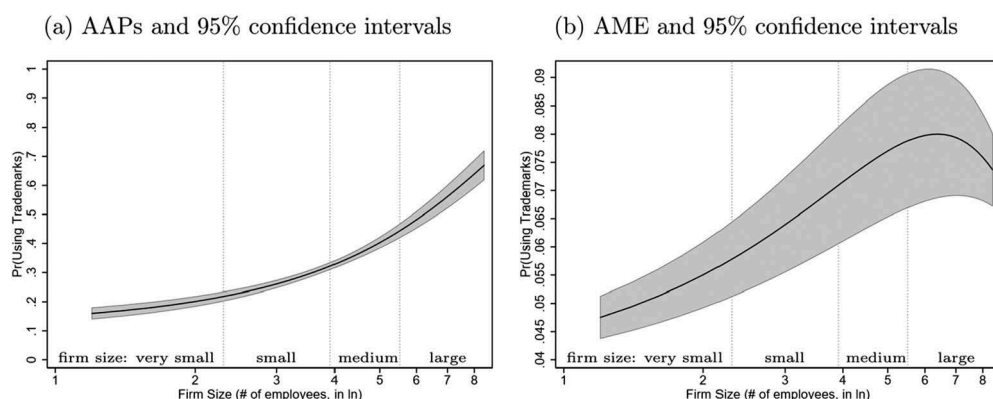 (a) AAPs and 95% confidence intervals
Pr(Using Trademarks)
1
.9
.8
.7
.6
.5
.4
.3
.2
.1
0
firm size: very small
small
medium
large
1
2
3
4
5
6
7
8
Firm Size (# of employees, in ln)
(b) AME and 95% confidence intervals
Pr(Using Trademarks)
.09
.085
.08
.075
.07
.065
.06
.055
.05
.045
.04
firm size: very small
small
medium
large
1
2
3
4
5
6
7
8
Firm Size (# of employees, in ln)